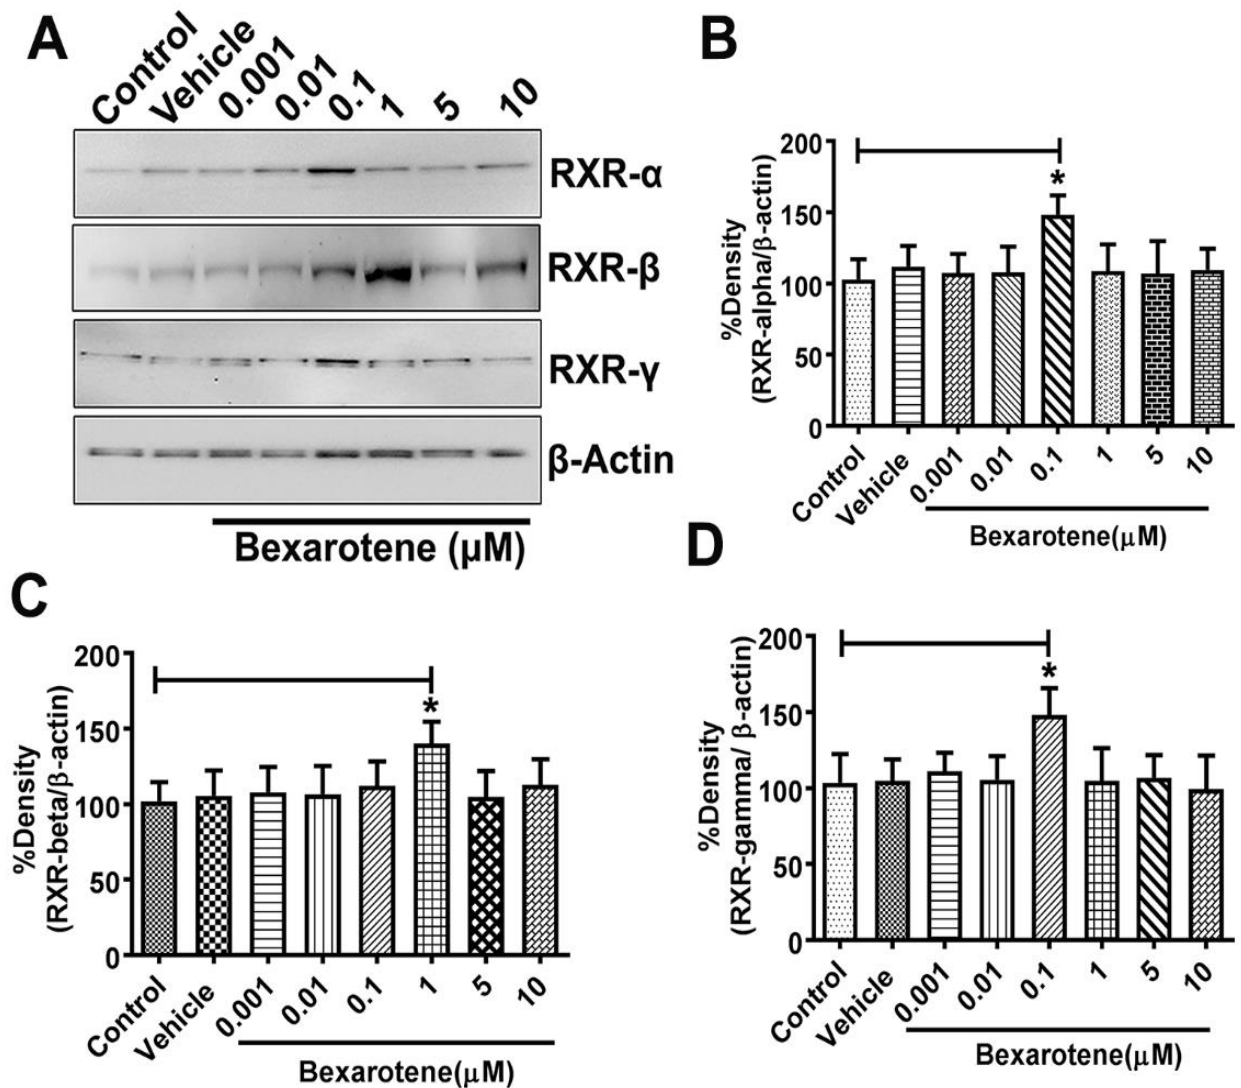 A
Control
Vehicle
0.001
0.01
0.1
1
5
10
RXR-α
RXR-β
RXR-γ
β-Actin
Bexarotene (µM)
B
%Density
(RXR-alpha/β-actin)
200
150
100
50
0
*
Control
Vehicle
0.001
0.01
0.1
1
5
10
Bexarotene(µM)
C
%Density
(RXR-beta/β-actin)
200
150
100
50
0
*
Control
Vehicle
0.001
0.01
0.1
1
5
10
Bexarotene(µM)
D
%Density
(RXR-gamma/ β-actin)
200
150
100
50
0
*
Control
Vehicle
0.001
0.01
0.1
1
5
10
Bexarotene(µM)